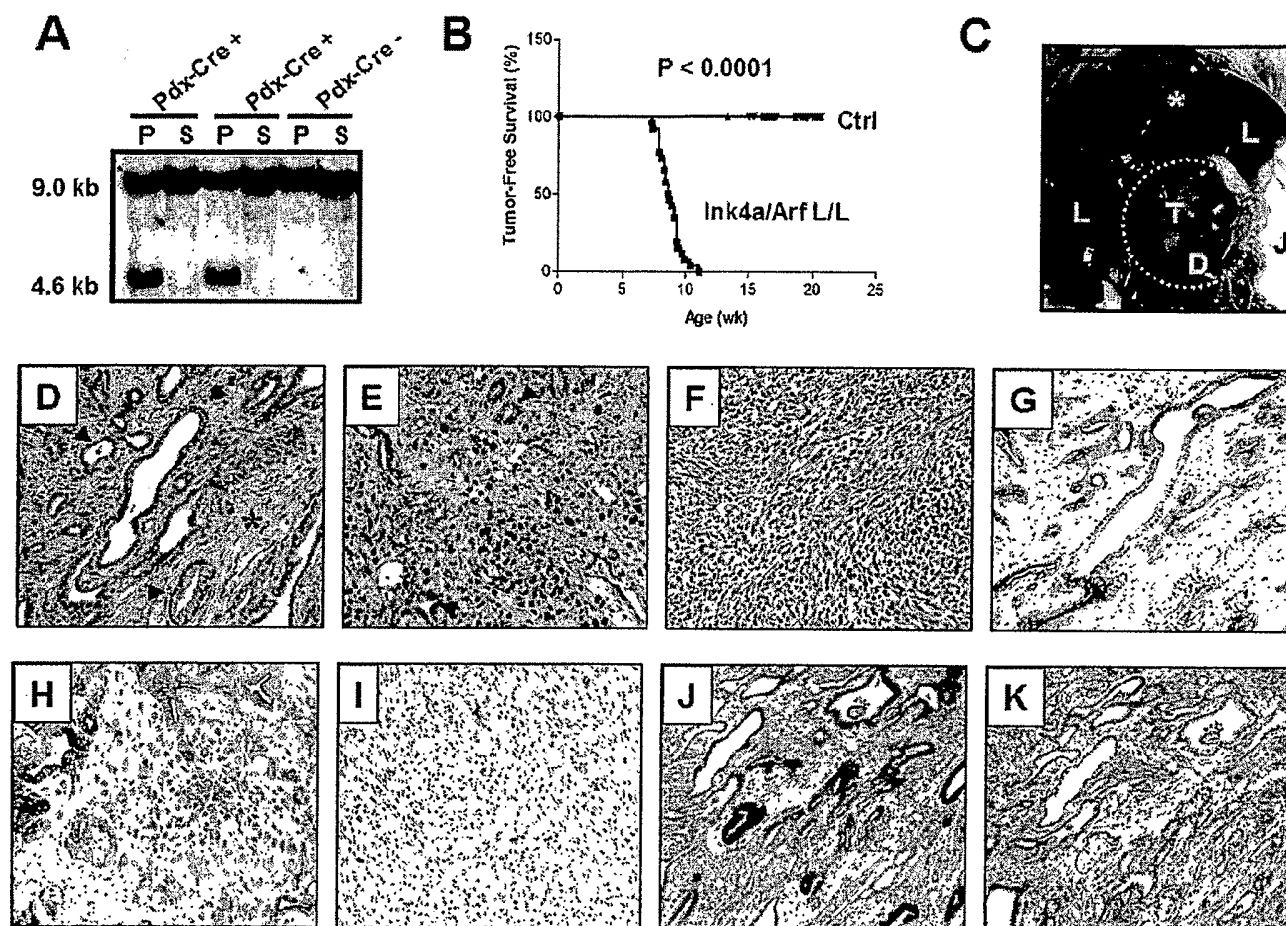 A
Pdx-Cre +
Pdx-Cre +
Pdx-Cre -
P S P S P S
9.0 kb
4.6 kb
B
Tumor-Free Survival (%)
150
100
50
0
P < 0.0001
Ctrl
Ink4a/Arf L/L
0 5 10 15 20 25
Age (wk)
C
*
L
L
T
D
J
D
*
E
F
G
H
I
J
K